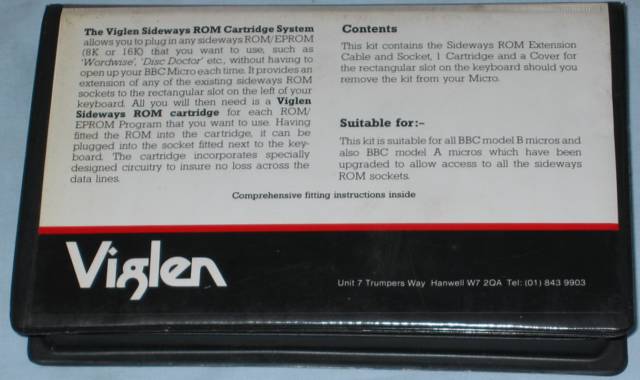 The Viglen Sideways ROM Cartridge System
allows you to plug in any sideways ROM/EPROM
(8K or 16K) that you want to use, such as
'Wordwise', 'Disc Doctor' etc., without having to
open up your BBC Micro each time. It provides an
extension of any of the existing sideways ROM
sockets to the rectangular slot on the left of your
keyboard. All you will then need is a Viglen
Sideways ROM cartridge for each ROM/
EPROM Program that you want to use. Having
fitted the ROM into the cartridge, it can be
plugged into the socket fitted next to the key-
board. The cartridge incorporates specially
designed circuitry to insure no loss across the
data lines.
Contents
This kit contains the Sideways ROM Extension
Cable and Socket, 1 Cartridge and a Cover for
the rectangular slot on the keyboard should you
remove the kit from your Micro.
Suitable for:-
This kit is suitable for all BBC model B micros and
also BBC model A micros which have been
upgraded to allow access to all the sideways
ROM sockets.
Comprehensive fitting instructions inside
Viglen
Unit 7 Trumpers Way Hanwell W7 2QA Tel: (01) 843 9903